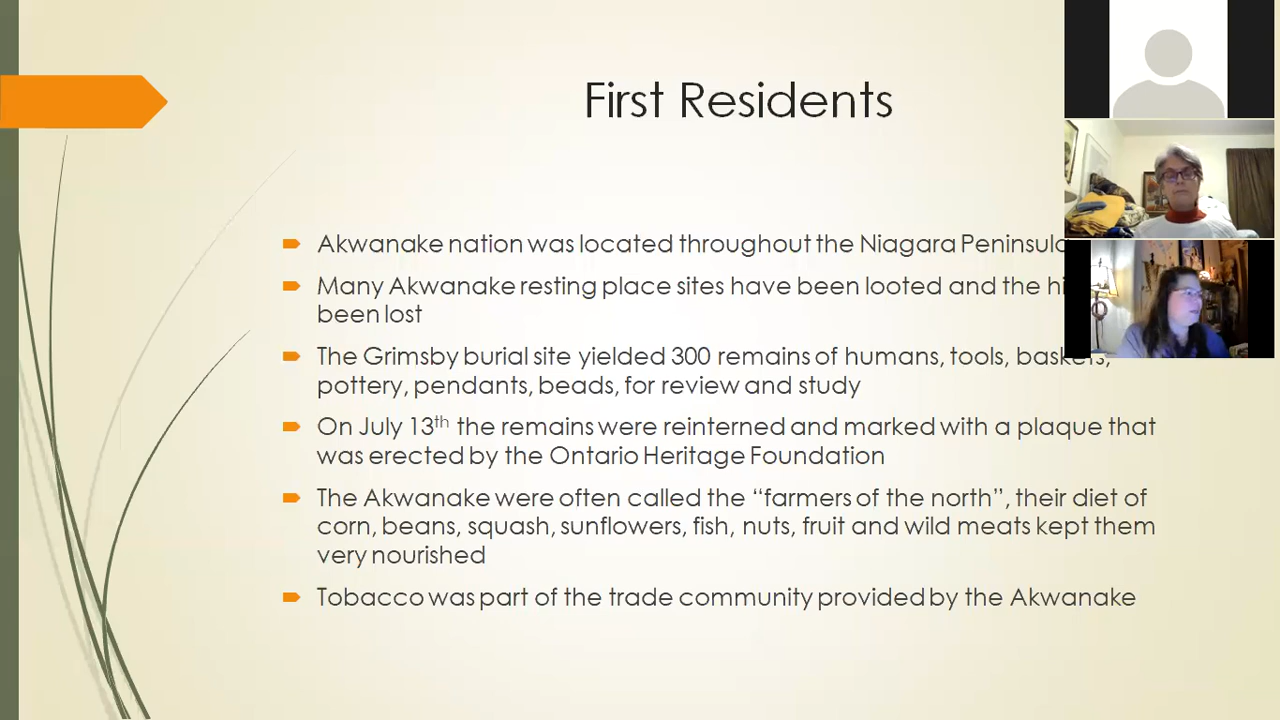 First Residents
Akwanake nation was located throughout the Niagara Peninsula
Many Akwanake resting place sites have been looted and the
been lost
The Grimsby burial site yielded 300 remains of humans, tools, baskets,
pottery, pendants, beads, for review and study
On July 13th the remains were reinterned and marked with a plaque that
was erected by the Ontario Heritage Foundation
The Akwanake were often called the “farmers of the north”, their diet of
corn, beans, squash, sunflowers, fish, nuts, fruit and wild meats kept them
very nourished
Tobacco was part of the trade community provided by the Akwanake